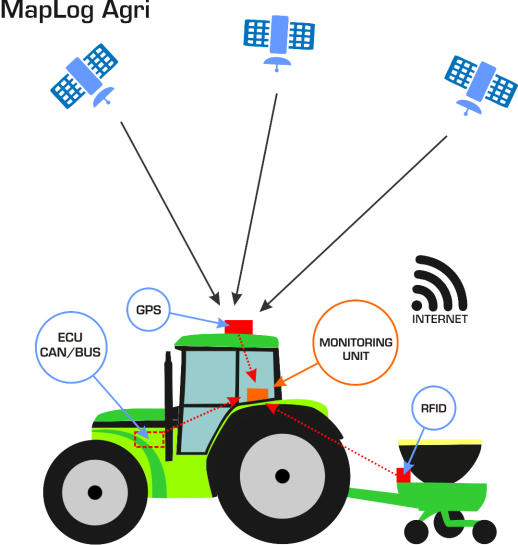 MapLog Agri
INTERNET
GPS
ECU
CAN/BUS
MONITORING
UNIT
RFID